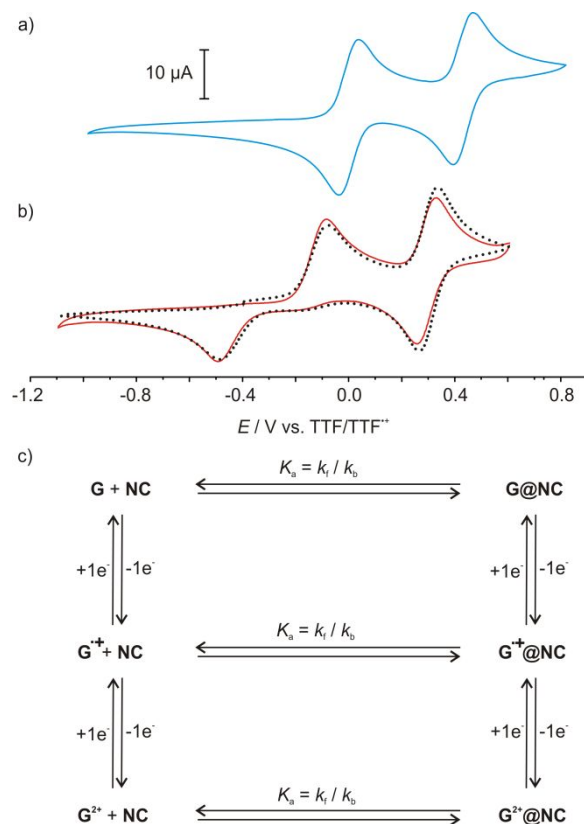 a)
10 µA
b)
-1.2 -0.8 -0.4 0.0 0.4 0.8
E / V vs. TTF/TTF•+
c)
Ka = kf / kb
G + NC G@NC
+1e- -1e- +1e- -1e-
Ka = kf / kb
G•+ + NC G•+@NC
+1e- -1e- +1e- -1e-
Ka = kf / kb
G2+ + NC G2+@NC